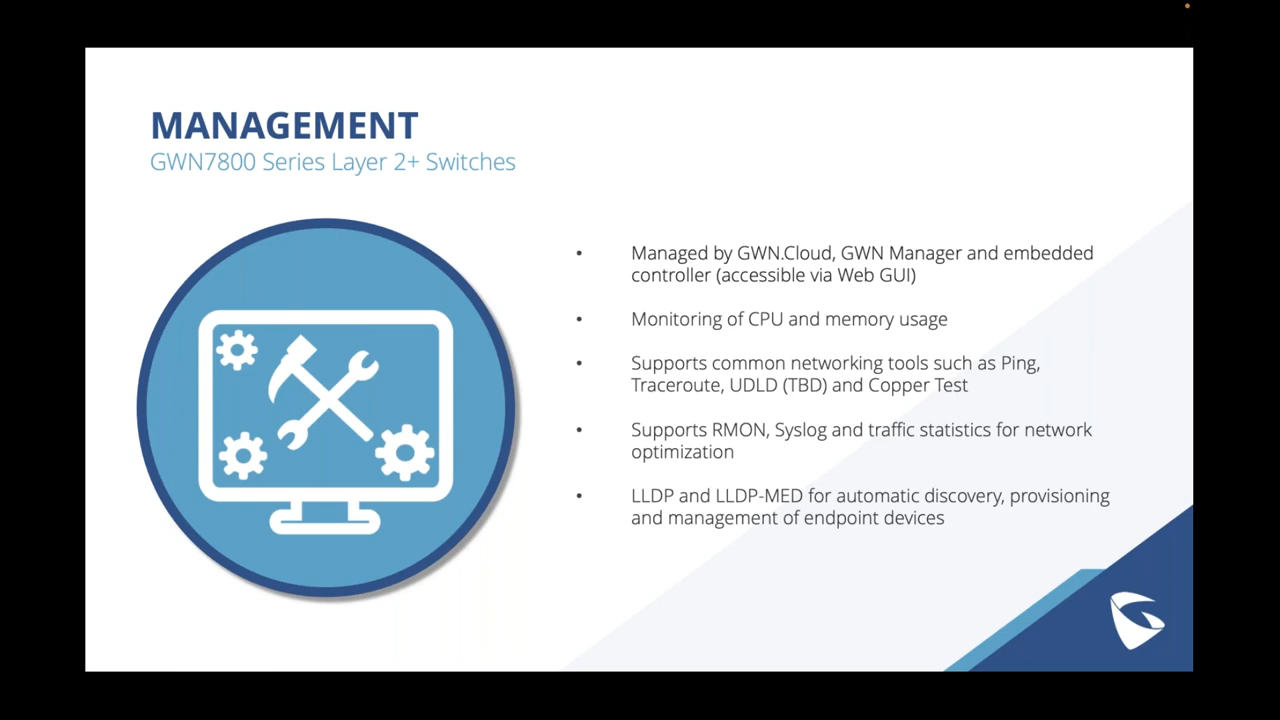 MANAGEMENT
GWN7800 Series Layer 2+ Switches
• Managed by GWN.Cloud, GWN Manager and embedded
controller (accessible via Web GUI)
• Monitoring of CPU and memory usage
• Supports common networking tools such as Ping,
Traceroute, UDLD (TBD) and Copper Test
• Supports RMON, Syslog and traffic statistics for network
optimization
• LLDP and LLDP-MED for automatic discovery, provisioning
and management of endpoint devices